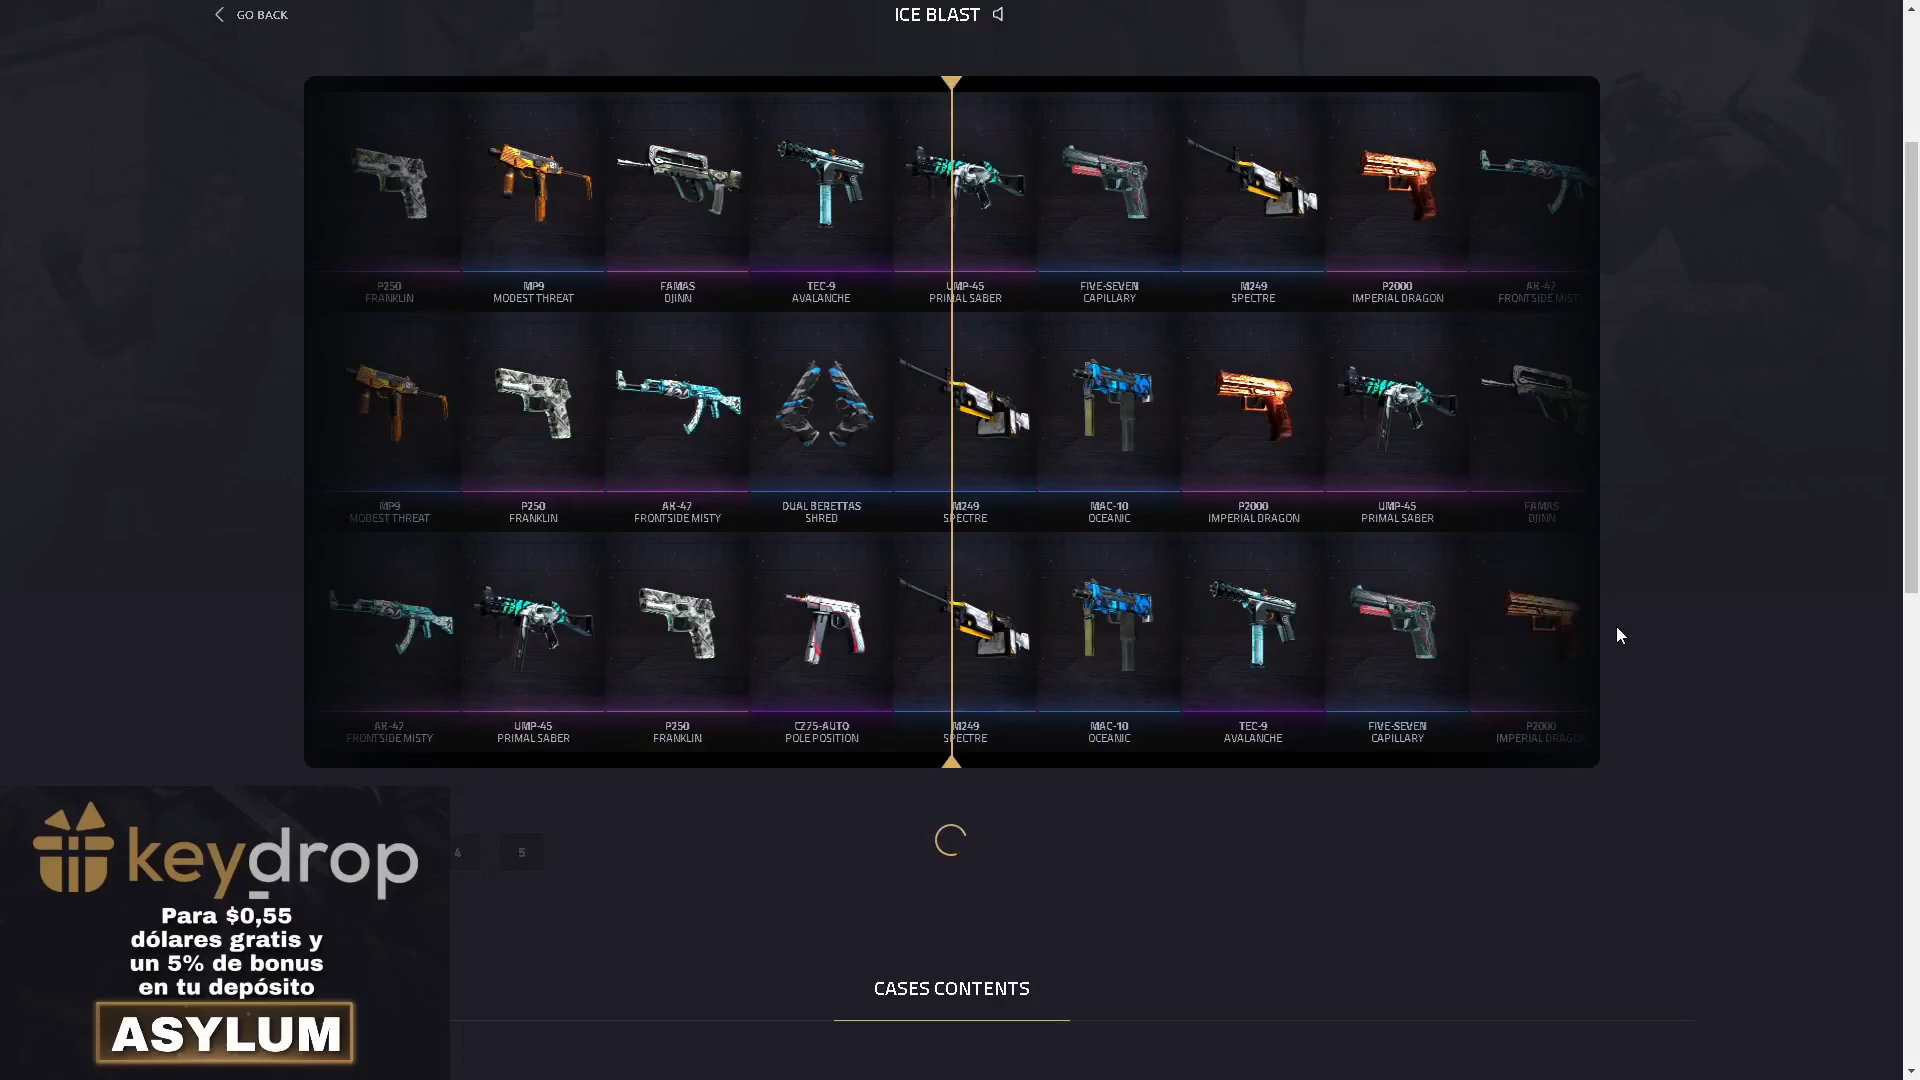 GO BACK
ICE BLAST
P250
FRANKLIN
MP9
MODEST THREAT
FAMAS
DJINN
TEC-9
AVALANCHE
UMP-45
PRIMAL SABER
FIVE-SEVEN
CAPILLARY
M249
SPECTRE
P2000
IMPERIAL DRAGON
AK-47
FRONTSIDE MISTY
MP9
MODEST THREAT
P250
FRANKLIN
AK-47
FRONTSIDE MISTY
DUAL BERETTAS
SHRED
M249
SPECTRE
MAC-10
OCEANIC
P2000
IMPERIAL DRAGON
UMP-45
PRIMAL SABER
FAMAS
DJINN
AK-47
FRONTSIDE MISTY
UMP-45
PRIMAL SABER
P250
FRANKLIN
CZ75-AUTO
POLE POSITION
M249
SPECTRE
MAC-10
OCEANIC
TEC-9
AVALANCHE
FIVE-SEVEN
CAPILLARY
P2000
IMPERIAL DRAGON
4
5
keydrop
Para $0,55
dólares gratis y
un 5% de bonus
en tu depósito
ASYLUM
CASES CONTENTS